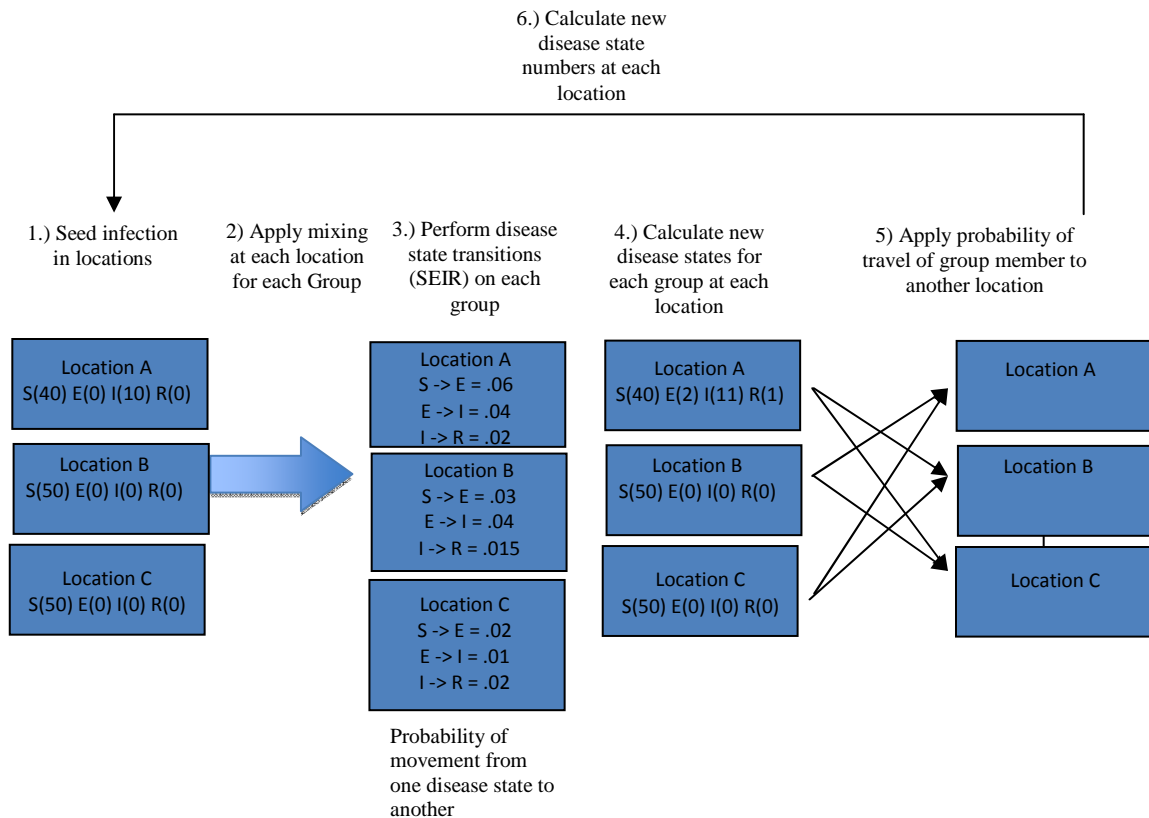 6.) Calculate new
disease state
numbers at each
location
1.) Seed infection
in locations
2) Apply mixing
at each location
for each Group
3.) Perform disease
state transitions
(SEIR) on each
group
4.) Calculate new
disease states for
each group at each
location
5) Apply probability of
travel of group member to
another location
Location A
S(40) E(0) I(10) R(0)
Location B
S(50) E(0) I(0) R(0)
Location C
S(50) E(0) I(0) R(0)
Location A
S -> E = .06
E -> I = .04
I -> R = .02
Location B
S -> E = .03
E -> I = .04
I -> R = .015
Location C
S -> E = .02
E -> I = .01
I -> R = .02
Probability of
movement from
one disease state to
another
Location A
S(40) E(2) I(11) R(1)
Location B
S(50) E(0) I(0) R(0)
Location C
S(50) E(0) I(0) R(0)
Location A
Location B
Location C